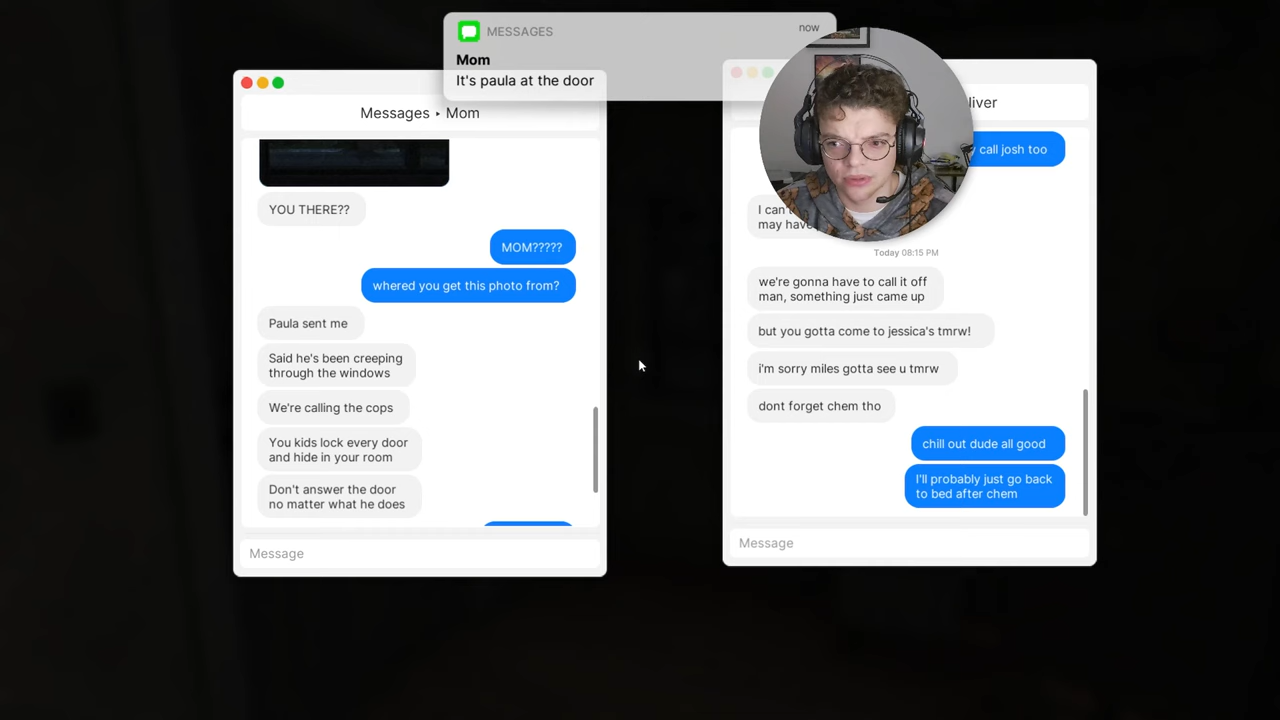 MESSAGES
now
Mom
It's paula at the door
Messages ▸ Mom
YOU THERE??
MOM?????
whered you get this photo from?
Paula sent me
Said he's been creeping
through the windows
We're calling the cops
You kids lock every door
and hide in your room
Don't answer the door
no matter what he does
Message
liver
call josh too
I can
may have
Today 08:15 PM
we're gonna have to call it off
man, something just came up
but you gotta come to jessica's tmrw!
i'm sorry miles gotta see u tmrw
dont forget chem tho
chill out dude all good
I'll probably just go back
to bed after chem
Message